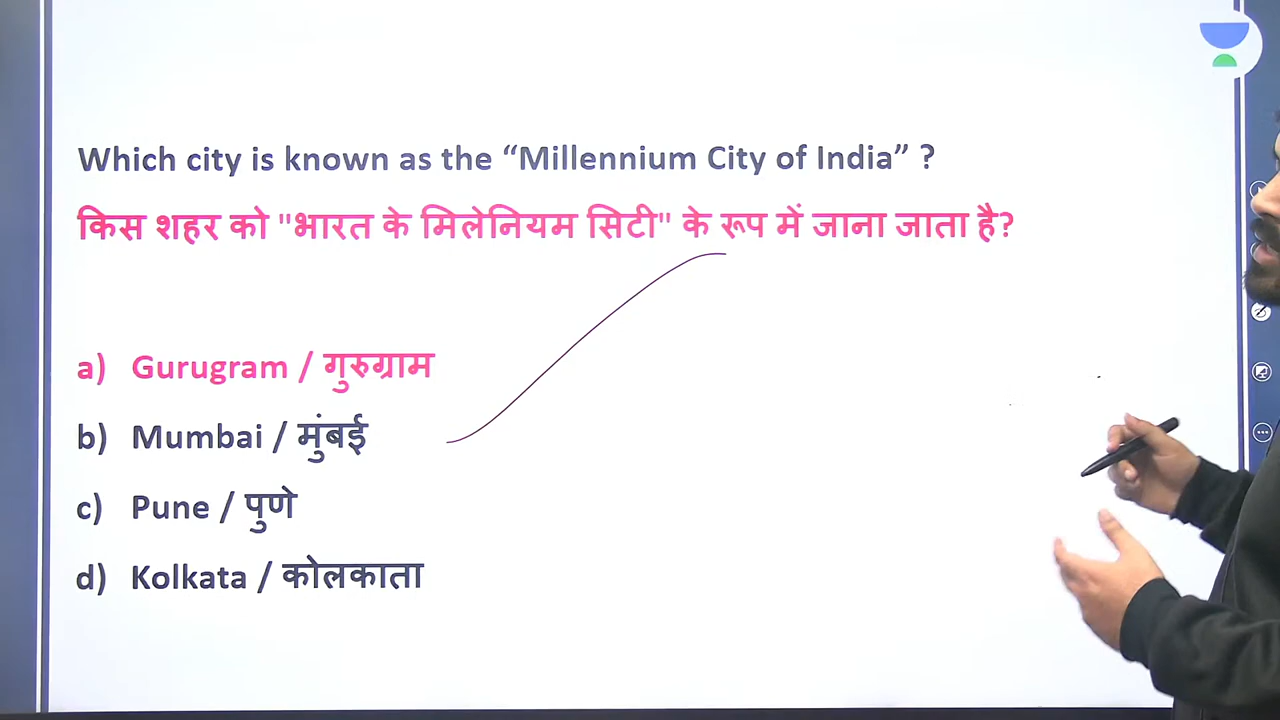 Which city is known as the “Millennium City of India” ?
किस शहर को "भारत के मिलेनियम सिटी" के रूप में जाना जाता है?
a) Gurugram / गुरुग्राम
b) Mumbai / मुंबई
c) Pune / पुणे
d) Kolkata / कोलकाता